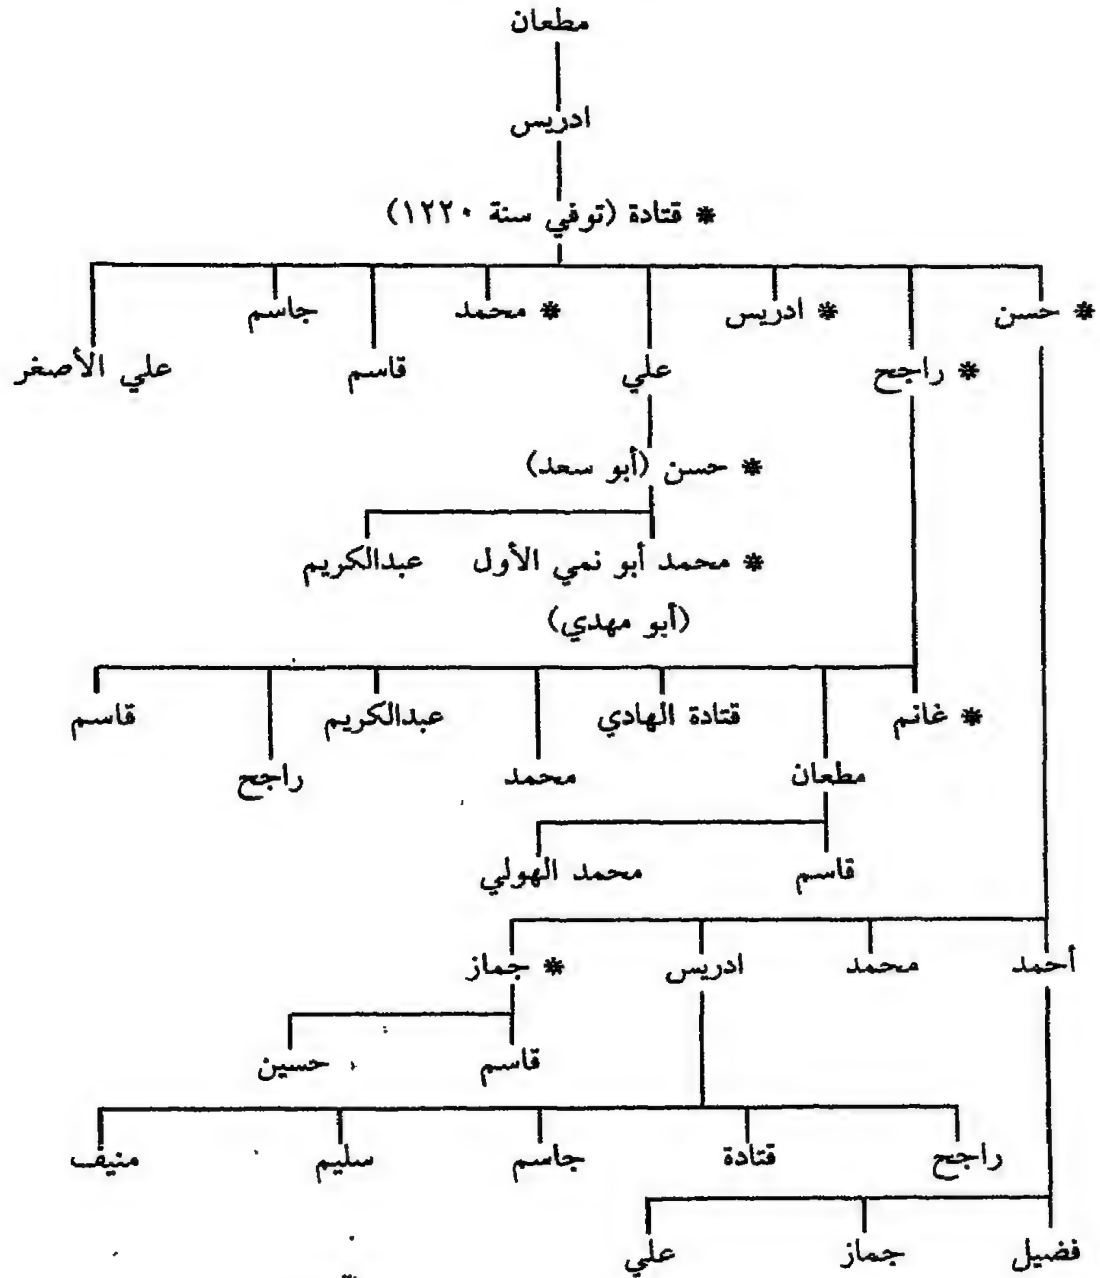 مطعان
ادريس
* قتادة (توفي سنة ١٢٢٠)
* حسن * ادريس * محمد جاسم
* راجح علي قاسم علي الأصغر
* حسن (أبو سعد)
* محمد أبو نمي الأول عبدالكريم
(أبو مهدي)
* غانم قتادة الهادي عبدالكريم قاسم
مطعان محمد راجح
قاسم محمد الهولي
أحمد محمد ادريس * جماز
قاسم حسين
راجح قتادة جاسم سليم منيف
فضيل جماز علي